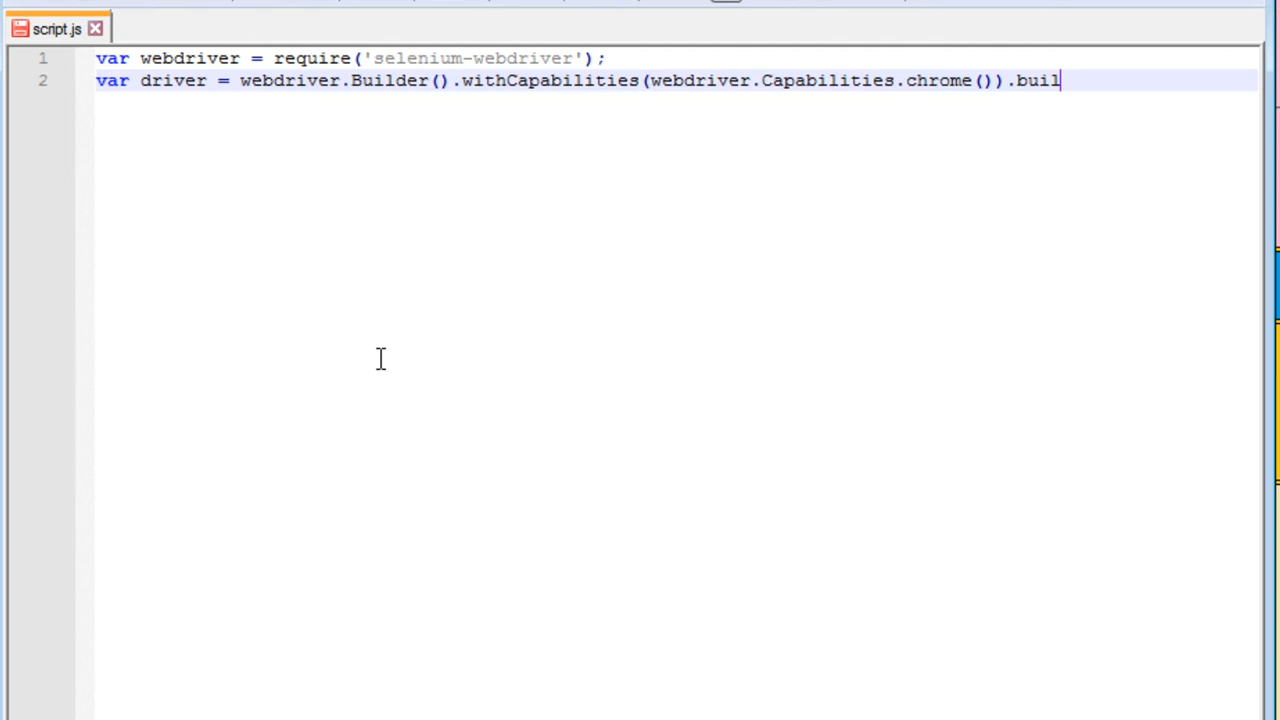 script.js
1 var webdriver = require('selenium-webdriver');
2 var driver = webdriver.Builder().withCapabilities(webdriver.Capabilities.chrome()).buil